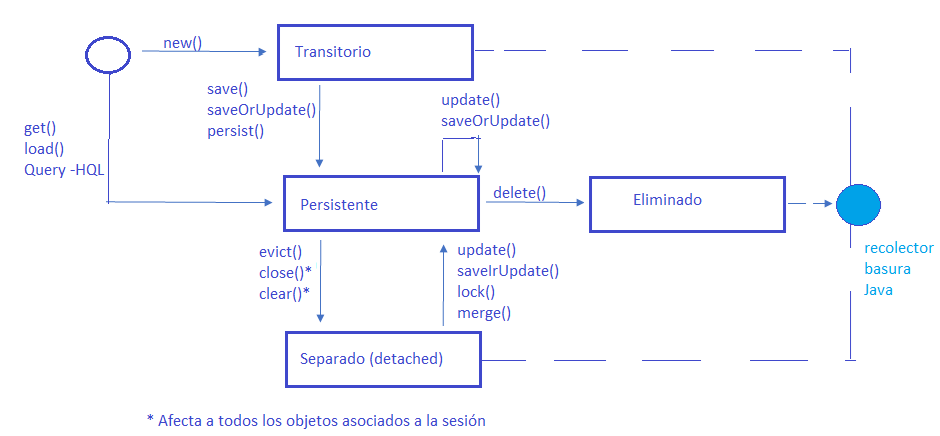 new()
Transitorio
save()
saveOrUpdate()
persist()
update()
saveOrUpdate()
get()
load()
Query -HQL
Persistente
delete()
Eliminado
evict()
close()*
clear()*
update()
saveIrUpdate()
lock()
merge()
recolector
basura
Java
Separado (detached)
* Afecta a todos los objetos asociados a la sesión